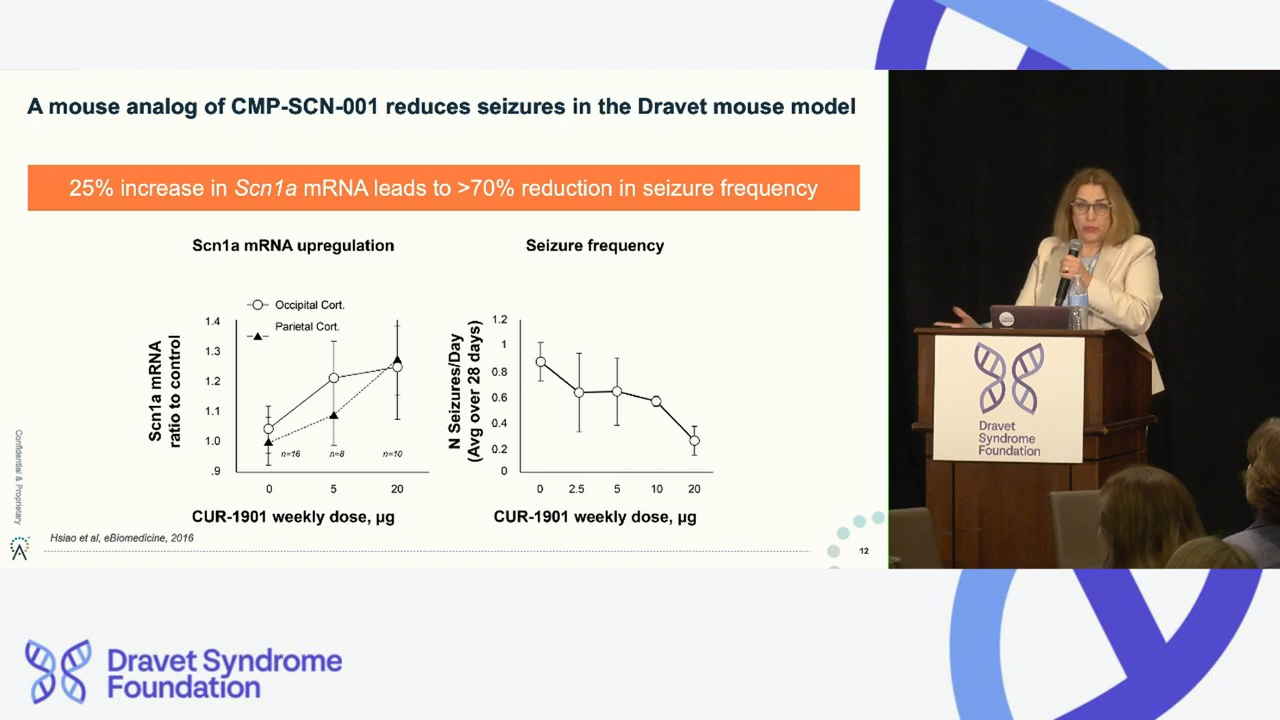 A mouse analog of CMP-SCN-001 reduces seizures in the Dravet mouse model
25% increase in Scn1a mRNA leads to >70% reduction in seizure frequency
Scn1a mRNA upregulation
Occipital Cort.
Parietal Cort.
Scn1a mRNA
ratio to control
1.4
1.3
1.2
1.1
1.0
.9
n=16
n=8
n=10
0
5
20
CUR-1901 weekly dose, µg
Seizure frequency
N Seizures/Day
(Avg over 28 days)
1.2
1
0.8
0.6
0.4
0.2
0
0
2.5
5
10
20
CUR-1901 weekly dose, µg
Confidential & Proprietary
Hsiao et al, eBiomedicine, 2016
12
Dravet
Syndrome
Foundation
Dravet Syndrome
Foundation